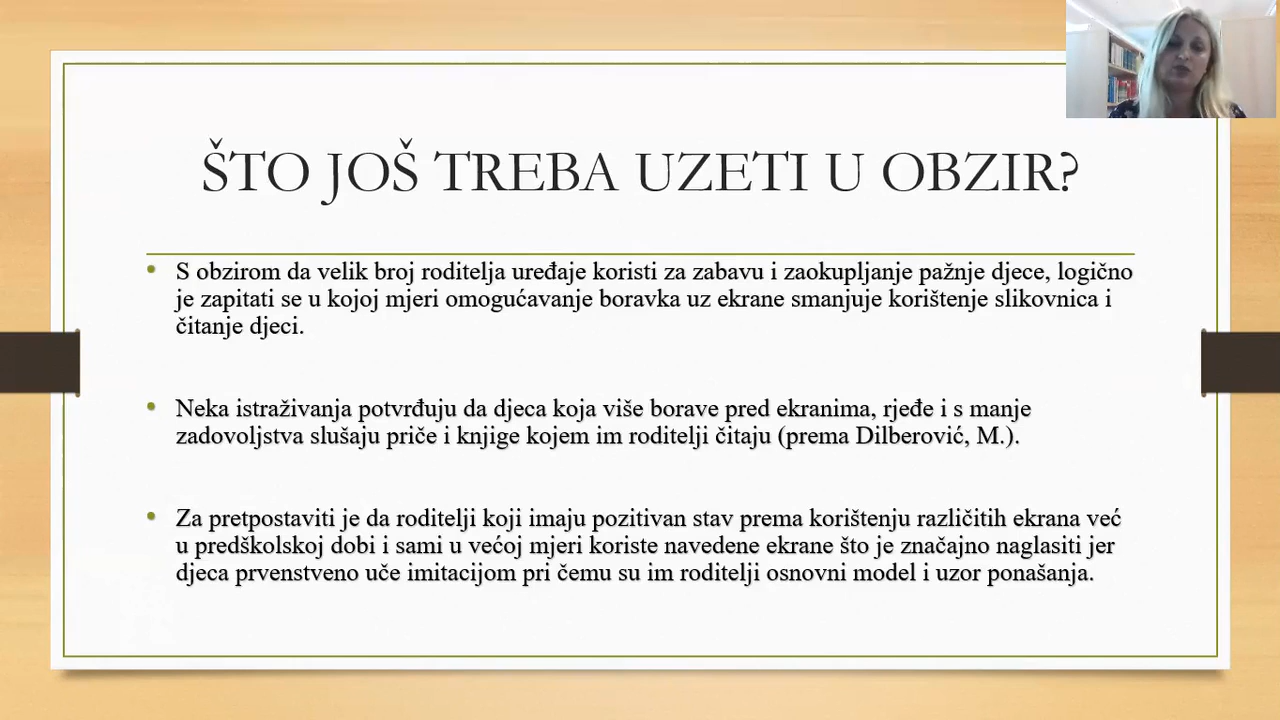 ŠTO JOŠ TREBA UZETI U OBZIR?
• S obzirom da velik broj roditelja uređaje koristi za zabavu i zaokupljanje pažnje djece, logično
je zapitati se u kojoj mjeri omogućavanje boravka uz ekrane smanjuje korištenje slikovnica i
čitanje djeci.
• Neka istraživanja potvrđuju da djeca koja više borave pred ekranima, rjeđe i s manje
zadovoljstva slušaju priče i knjige kojem im roditelji čitaju (prema Dilberović, M.).
• Za pretpostaviti je da roditelji koji imaju pozitivan stav prema korištenju različitih ekrana već
u predškolskoj dobi i sami u većoj mjeri koriste navedene ekrane što je značajno naglasiti jer
djeca prvenstveno uče imitacijom pri čemu su im roditelji osnovni model i uzor ponašanja.